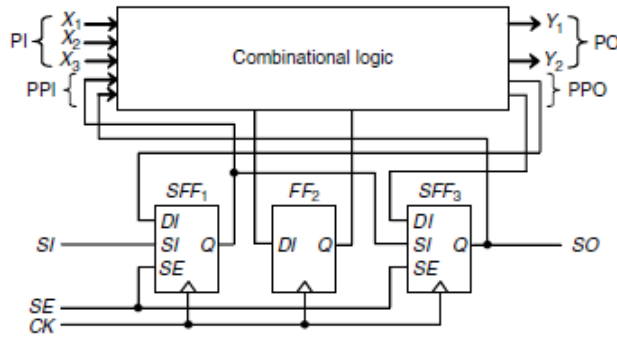 PI { X1 X2 X3
PPI {
Combinational logic
Y1 Y2 } PO
} PPO
SFF1 FF2 SFF3
DI SI Q SE
DI Q
DI SI Q SE
SI
SO
SE
CK